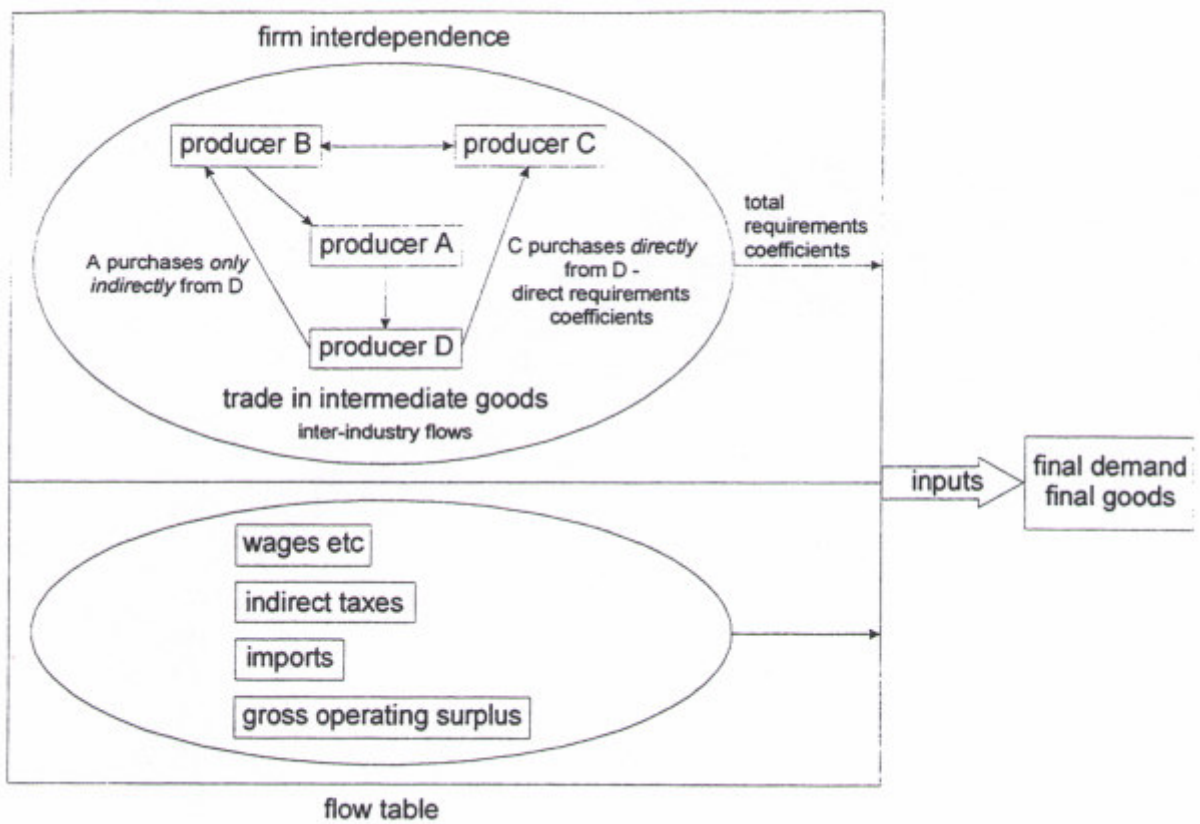 firm interdependence
producer B
producer C
producer A
A purchases only
indirectly from D
C purchases directly
from D -
direct requirements
coefficients
producer D
trade in intermediate goods
inter-industry flows
total
requirements
coefficients
inputs
final demand
final goods
wages etc
indirect taxes
imports
gross operating surplus
flow table